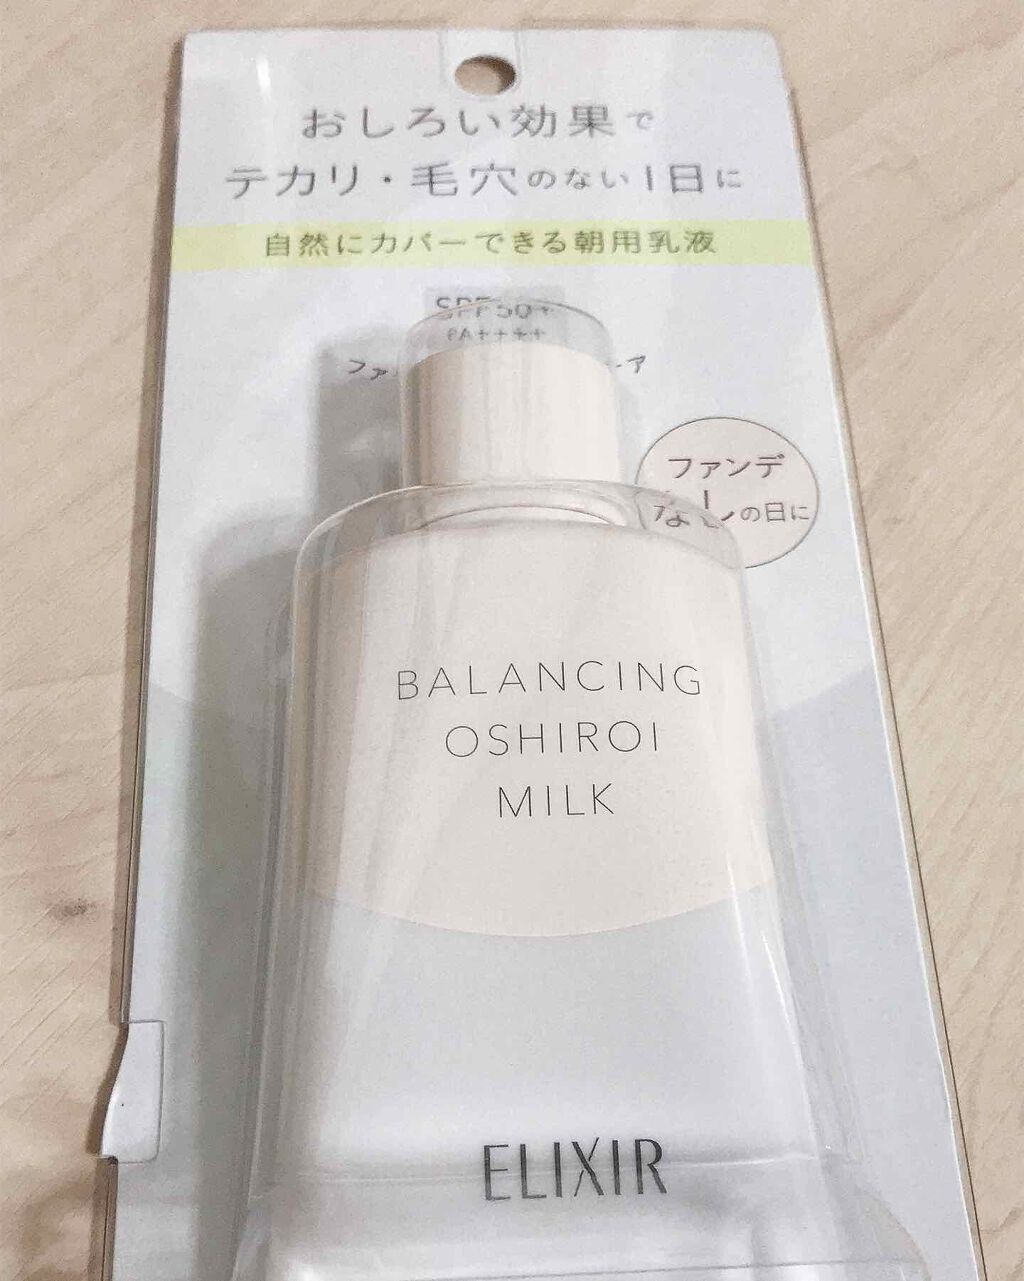 おしろい効果で
テカリ・毛穴のない1日に
自然にカバーできる朝用乳液
SPF50+
PA++++
ファンデ
なしの日に
BALANCING
OSHIROI
MILK
ELIXIR